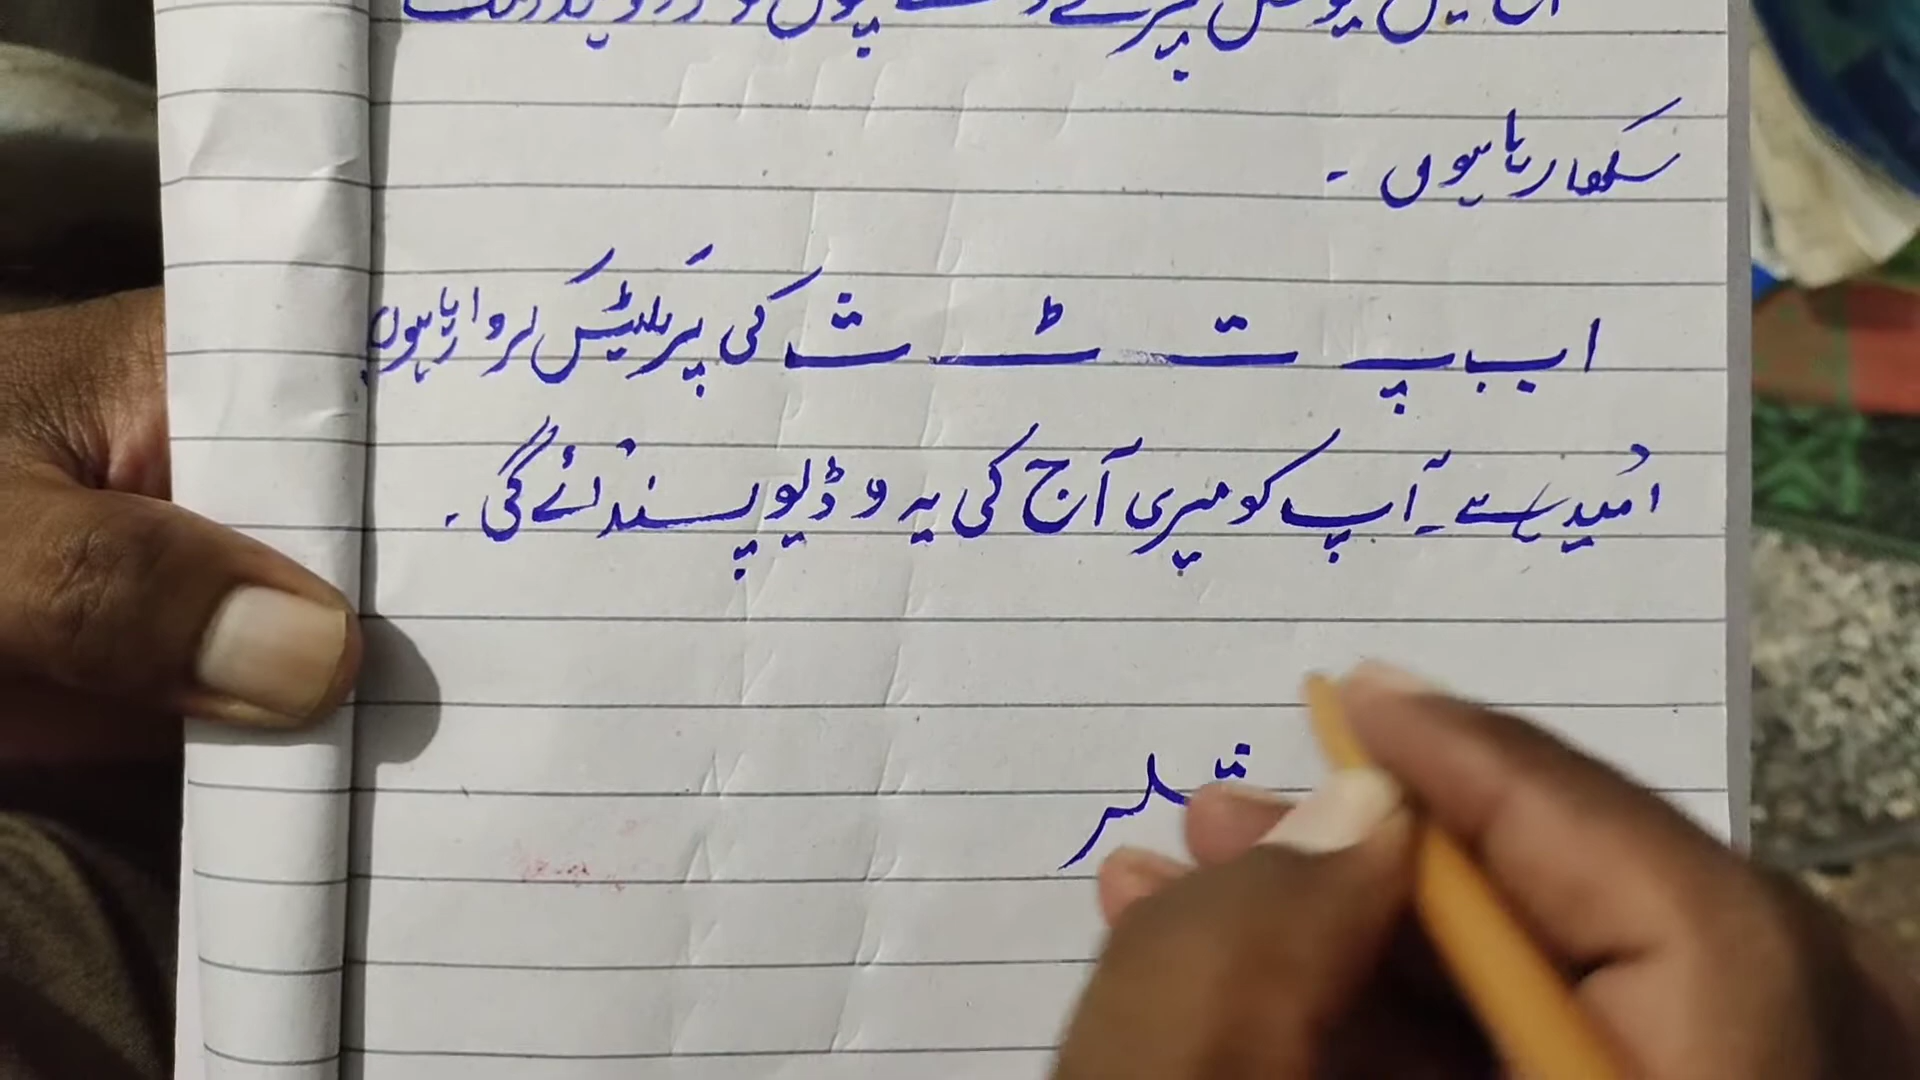 سکھا رہا ہوں ۔
ا ب پ ت ٹ ث کی پریکٹس کروا رہا ہوں
امید ہے ۔ آپ کو میری آج کی یہ وڈیو پسند آئے گی ۔